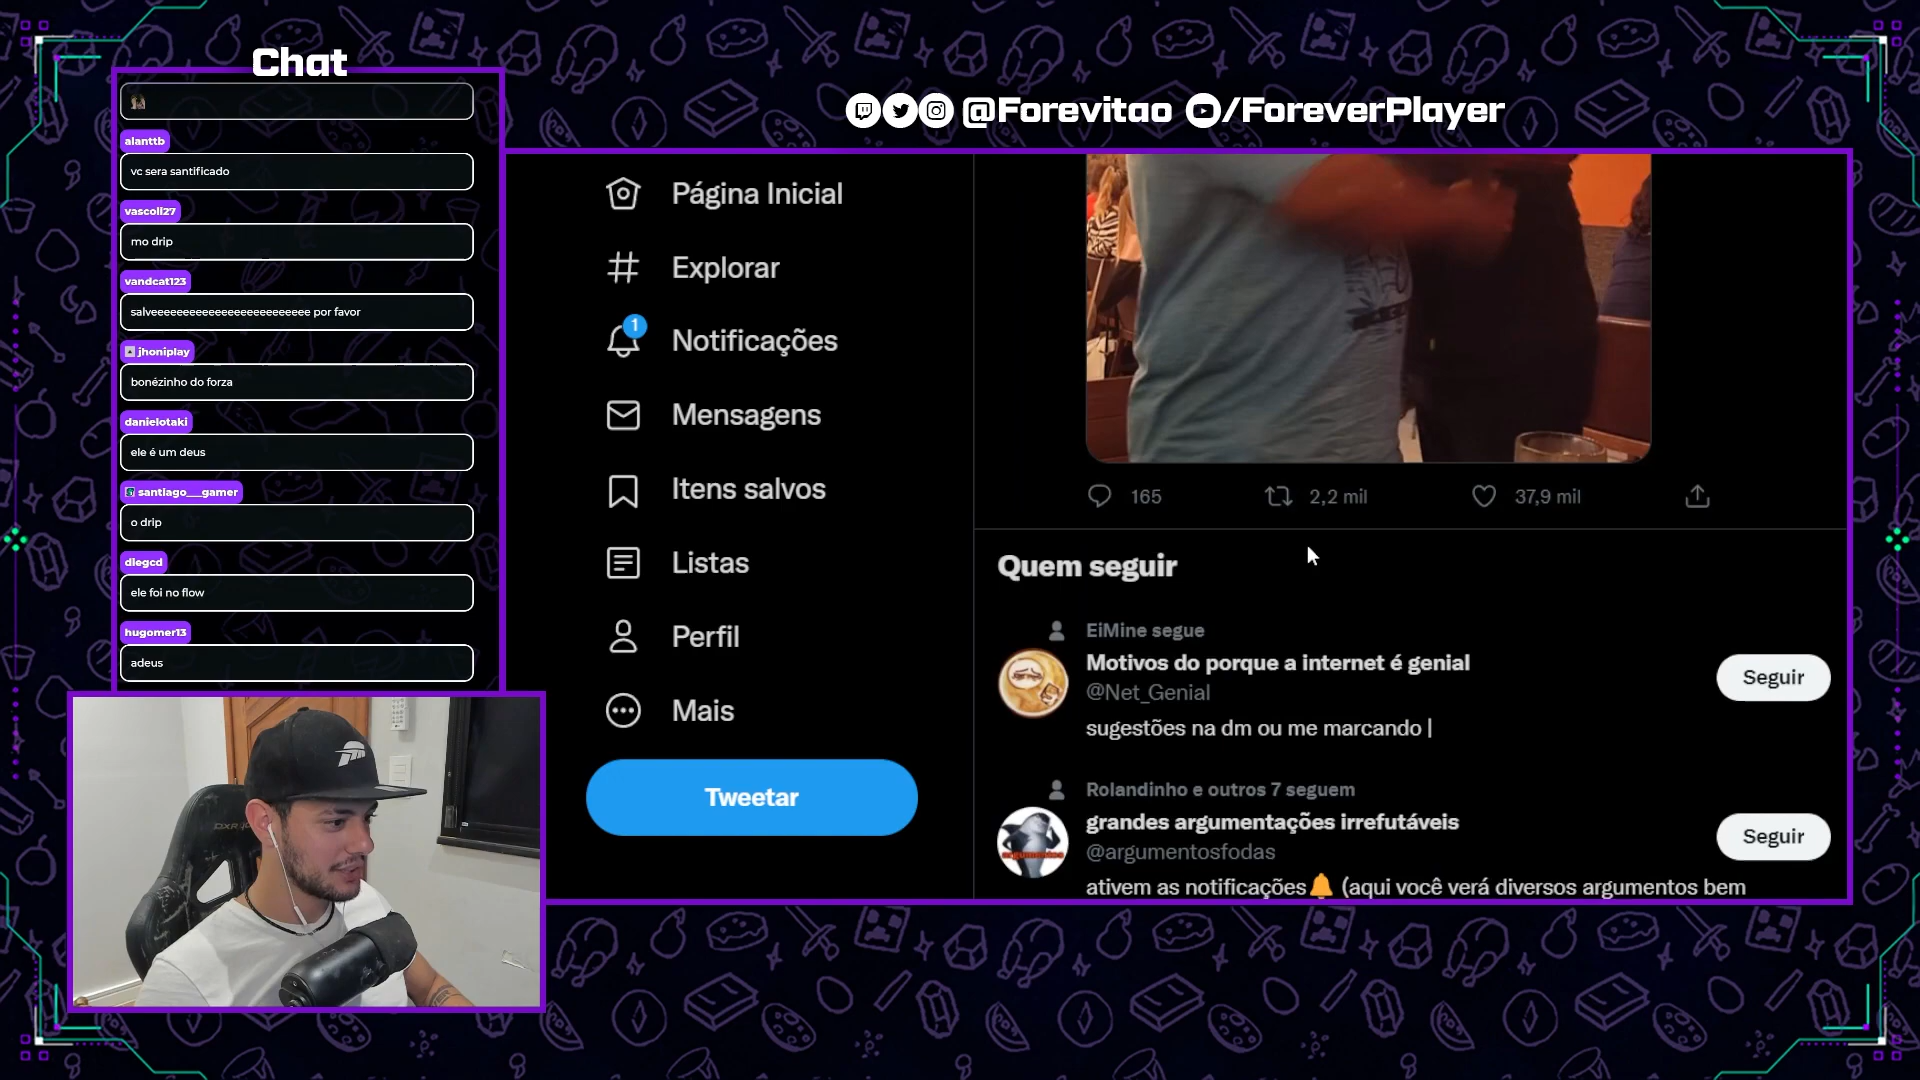 Chat
@Forevitao /ForeverPlayer
alanttb
vc sera santificado
vascoli27
mo drip
vandcat123
salveeeeeeeeeeeeeeeeeeeeeeeeee por favor
jhoniplay
bonézinho do forza
danielotaki
ele é um deus
santiago__gamer
o drip
dlegcd
ele foi no flow
hugomer13
adeus
Página Inicial
Explorar
1
Notificações
Mensagens
Itens salvos
Listas
Perfil
Mais
Tweetar
165 2,2 mil 37,9 mil
Quem seguir
EiMine segue
Motivos do porque a internet é genial
@Net_Genial
Seguir
sugestões na dm ou me marcando |
Rolandinho e outros 7 seguem
grandes argumentações irrefutáveis
@argumentosfodas
Seguir
ativem as notificações (aqui você verá diversos argumentos bem